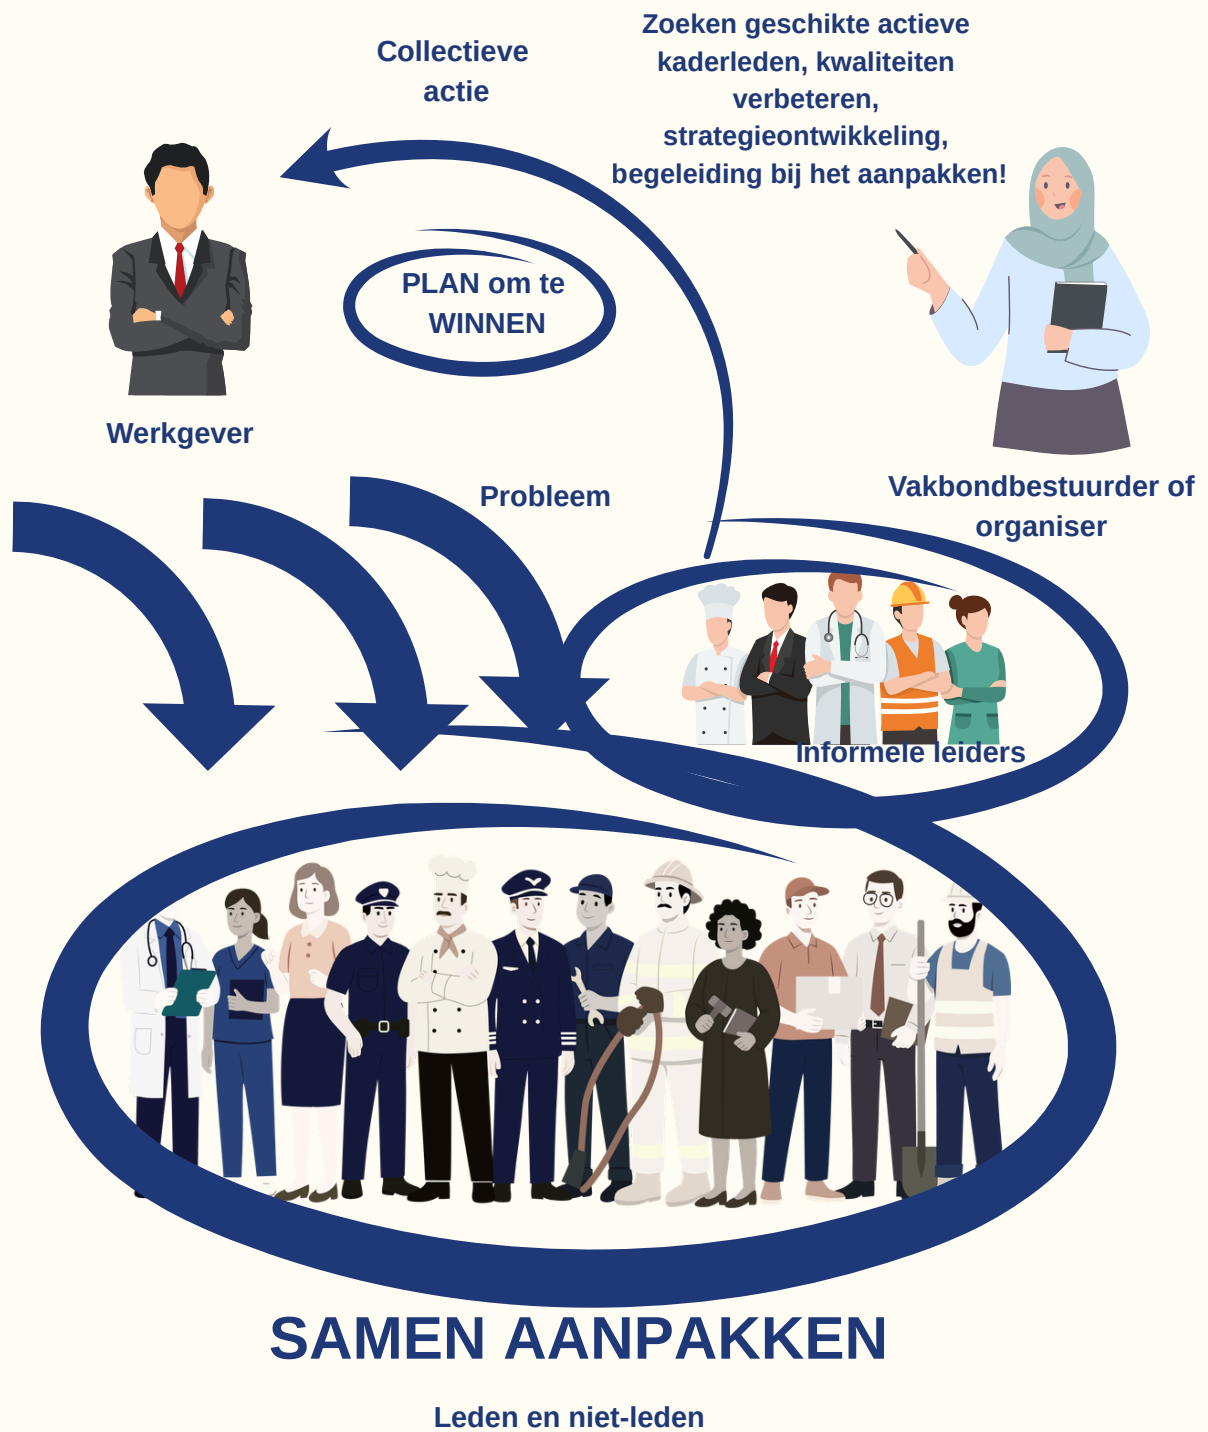 Collectieve
actie
Zoeken geschikte actieve
kaderleden, kwaliteiten
verbeteren,
strategieontwikkeling,
begeleiding bij het aanpakken!
PLAN om te
WINNEN
Werkgever
Probleem
Vakbondbestuurder of
organiser
Informele leiders
SAMEN AANPAKKEN
Leden en niet-leden